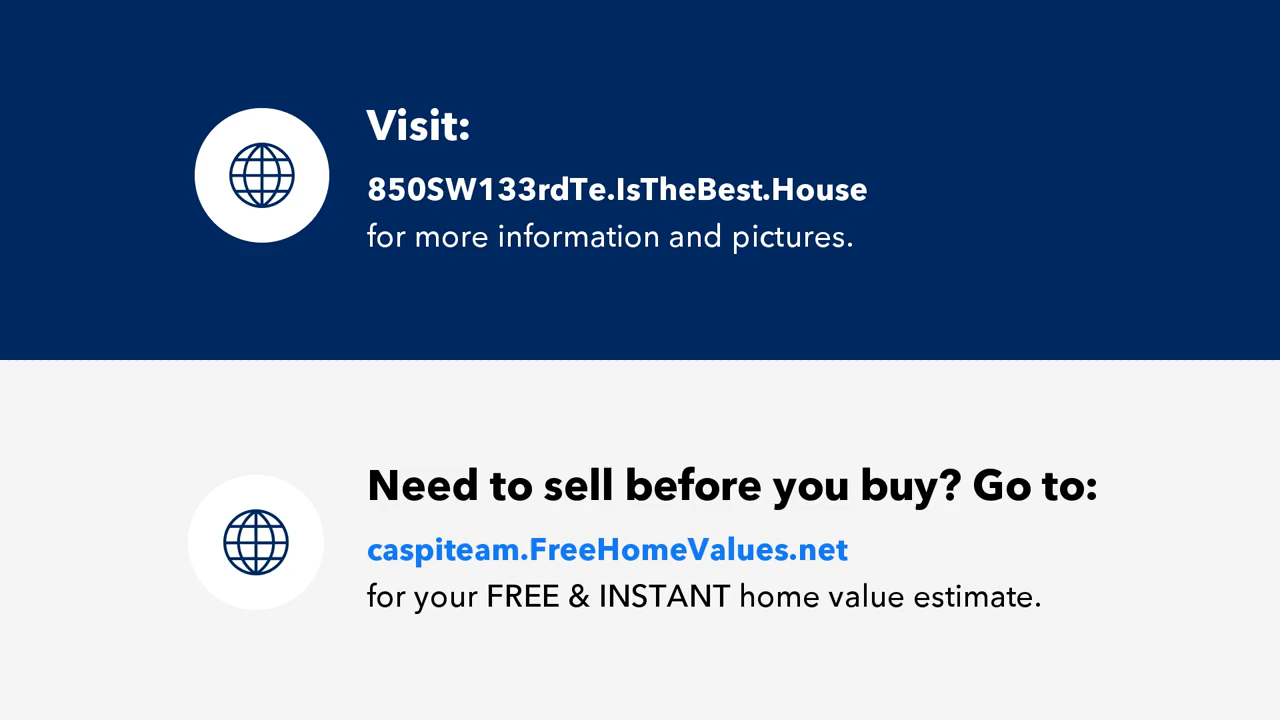 Visit:
850SW133rdTe.IsTheBest.House
for more information and pictures.
Need to sell before you buy? Go to:
caspiteam.FreeHomeValues.net
for your FREE & INSTANT home value estimate.